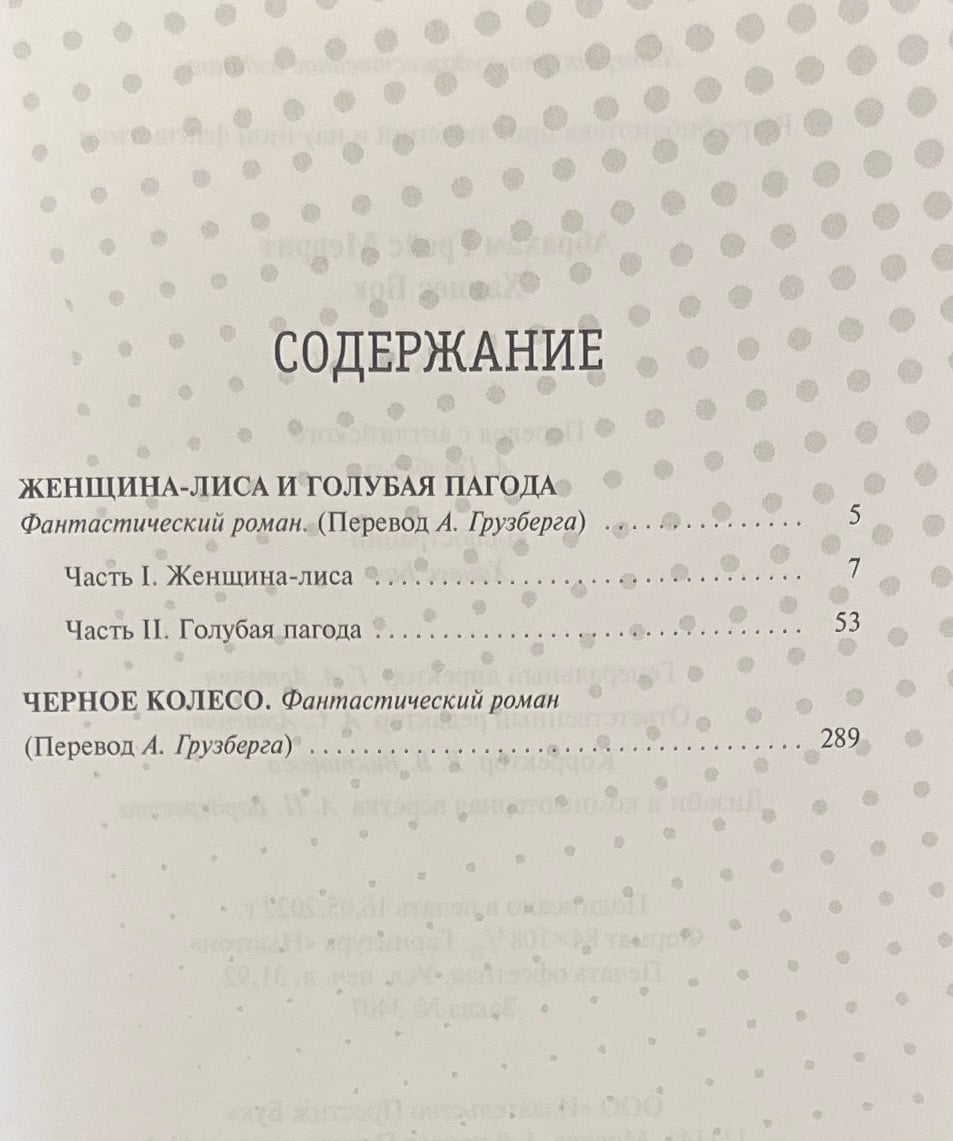 СОДЕРЖАНИЕ
ЖЕНЩИНА-ЛИСА И ГОЛУБАЯ ПАГОДА
Фантастический роман. (Перевод А. Грузберга) . . . . . . . . . . . . . . . 5
Часть I. Женщина-лиса . . . . . . . . . . . . . . . . . . . . . . . . . . . . . . . . 7
Часть II. Голубая пагода . . . . . . . . . . . . . . . . . . . . . . . . . . . . . . . . 53
ЧЕРНОЕ КОЛЕСО. Фантастический роман
(Перевод А. Грузберга) . . . . . . . . . . . . . . . . . . . . . . . . . . . . . . . . . . . . . 289